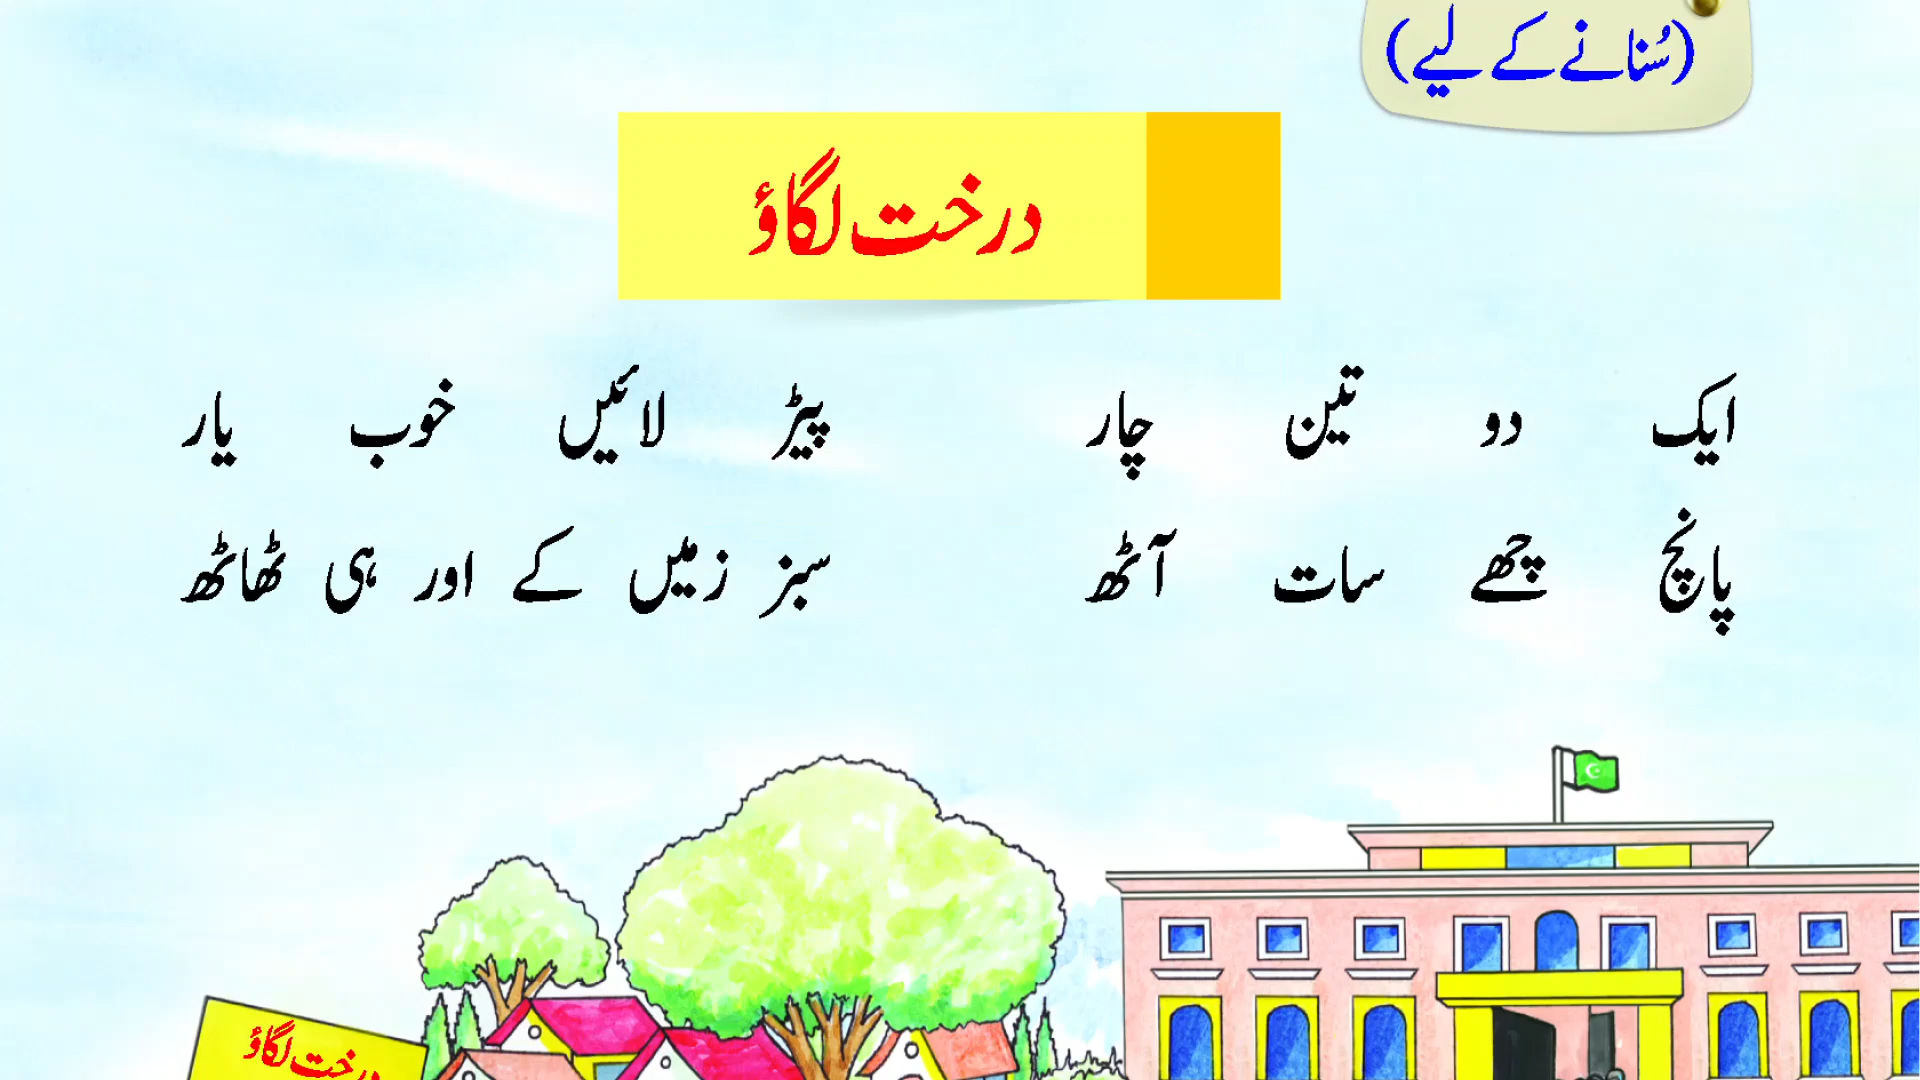 (سُنانے کے لیے)
درخت لگاؤ
ایک دو تین چار پیڑ لائیں خوب یار
پانچ چھے سات آٹھ سبز زمیں کے اور ہی ٹھاٹھ
درخت لگاؤ